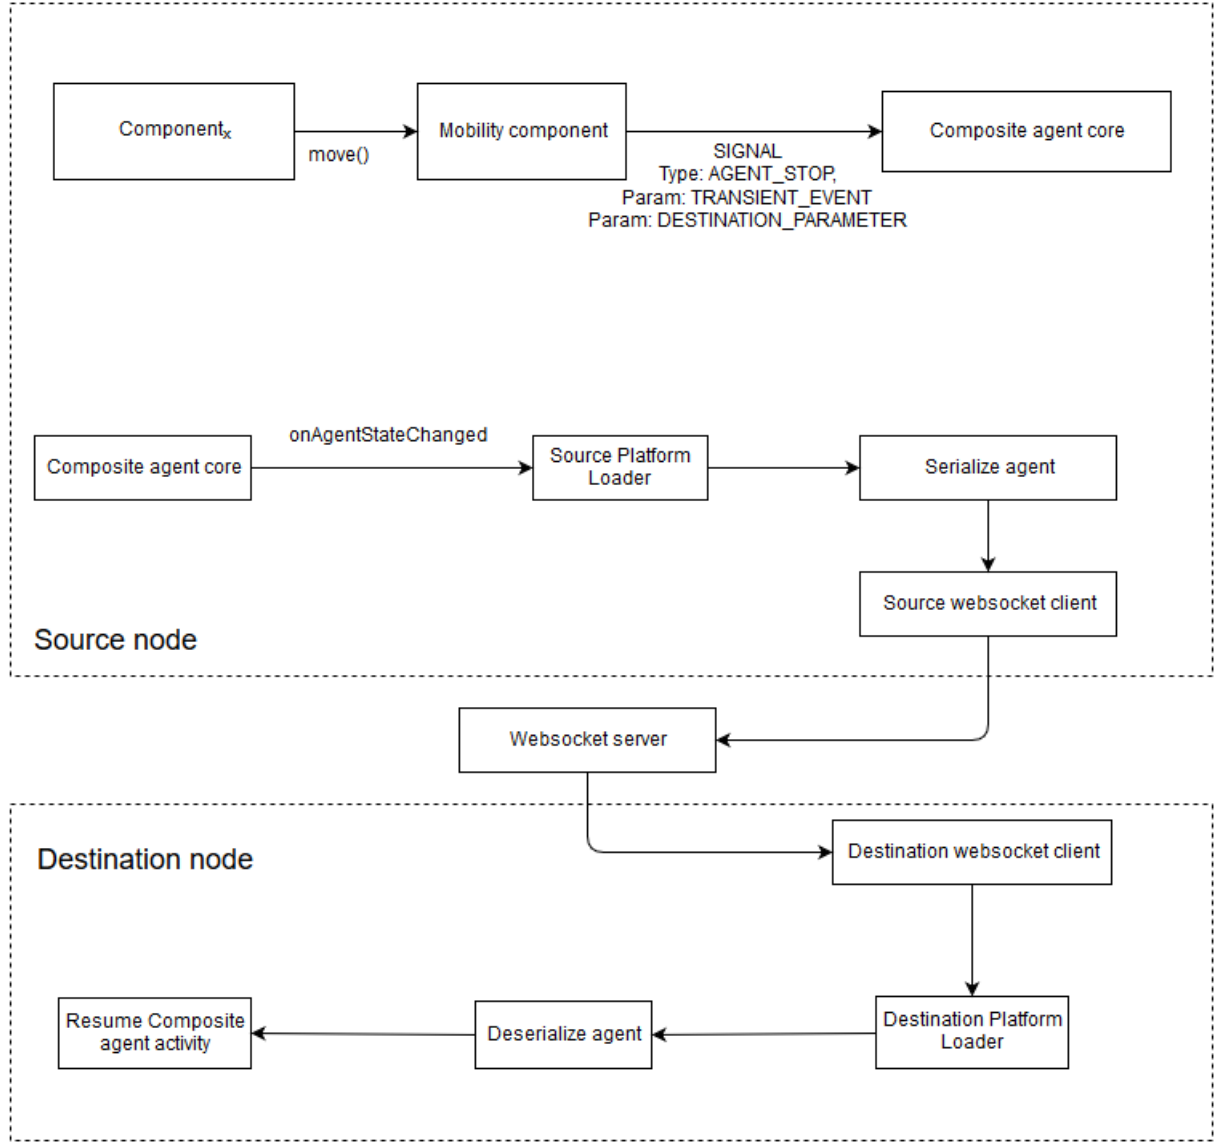 Componentx
move()
Mobility component
SIGNAL
Type: AGENT_STOP,
Param: TRANSIENT_EVENT
Param: DESTINATION_PARAMETER
Composite agent core
Composite agent core
onAgentStateChanged
Source Platform
Loader
Serialize agent
Source websocket client
Source node
Websocket server
Destination node
Destination websocket client
Destination Platform
Loader
Deserialize agent
Resume Composite
agent activity